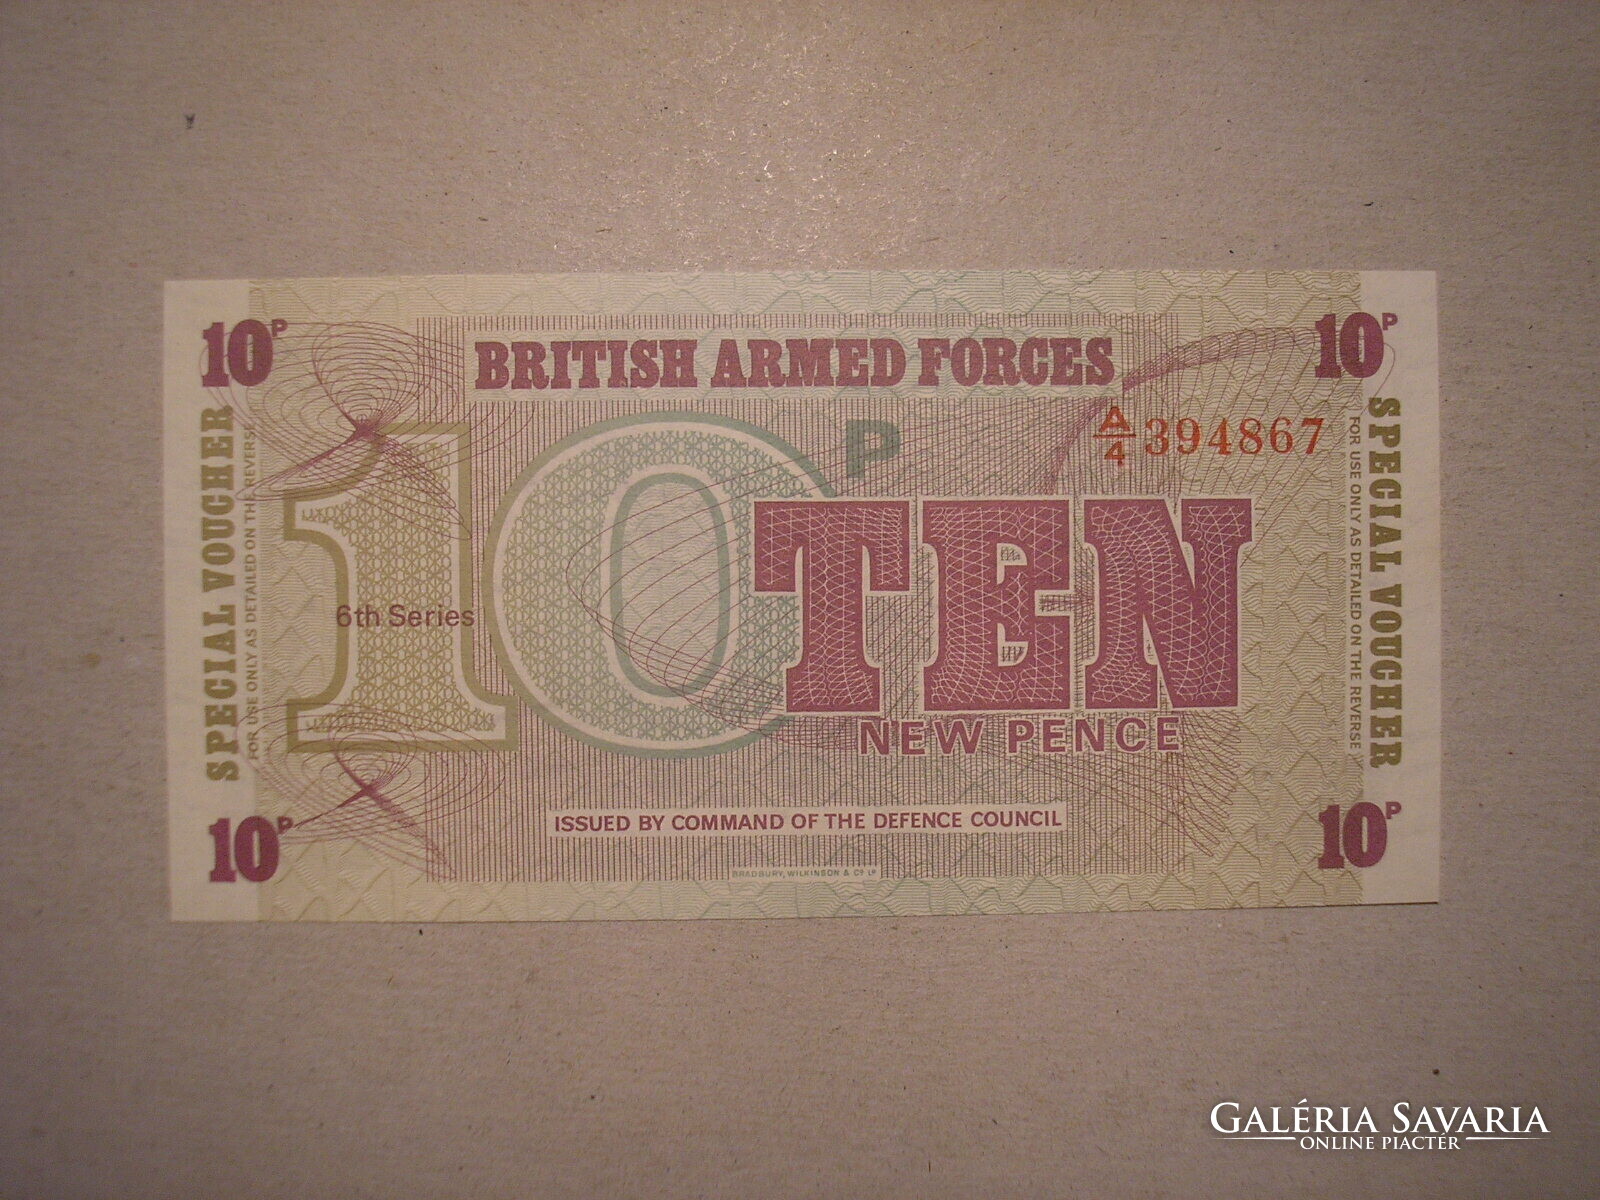 10P
BRITISH ARMED FORCES
10P
A/4 394867
SPECIAL VOUCHER
FOR USE ONLY AS DETAILED ON THE REVERSE
10P
TEN
NEW PENCE
6th Series
SPECIAL VOUCHER
FOR USE ONLY AS DETAILED ON THE REVERSE
ISSUED BY COMMAND OF THE DEFENCE COUNCIL
BRADBURY, WILKINSON & Co Ld
10P
10P
GALÉRIA SAVARIA
ONLINE PIACTÉR